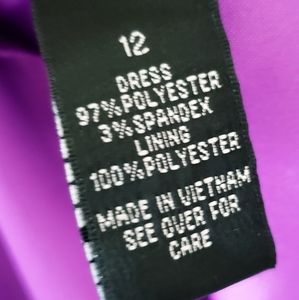 12
DRESS
97% POLYESTER
3% SPANDEX
LINING
100% POLYESTER
MADE IN VIETNAM
SEE OVER FOR
CARE